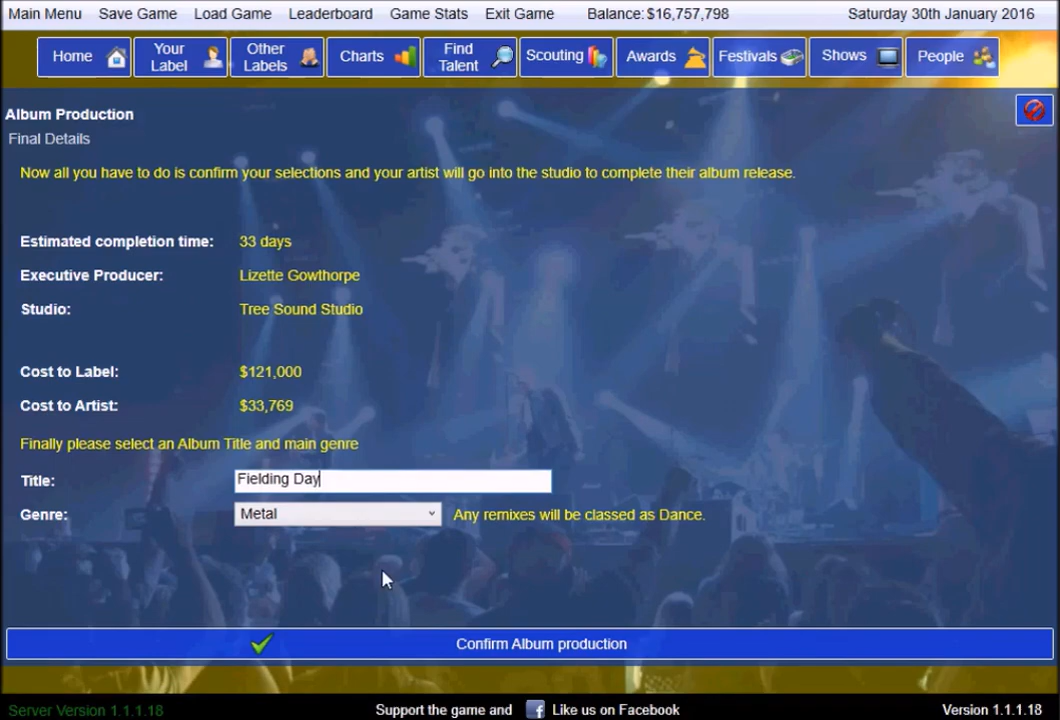 Main Menu Save Game Load Game Leaderboard Game Stats Exit Game Balance: $16,757,798 Saturday 30th January 2016
Home Your Label Other Labels Charts Find Talent Scouting Awards Festivals Shows People
Album Production
Final Details
Now all you have to do is confirm your selections and your artist will go into the studio to complete their album release.
Estimated completion time: 33 days
Executive Producer: Lizette Gowthorpe
Studio: Tree Sound Studio
Cost to Label: $121,000
Cost to Artist: $33,769
Finally please select an Album Title and main genre
Title: Fielding Day
Genre: Metal Any remixes will be classed as Dance.
Confirm Album production
Server Version 1.1.1.18 Support the game and f Like us on Facebook Version 1.1.1.18